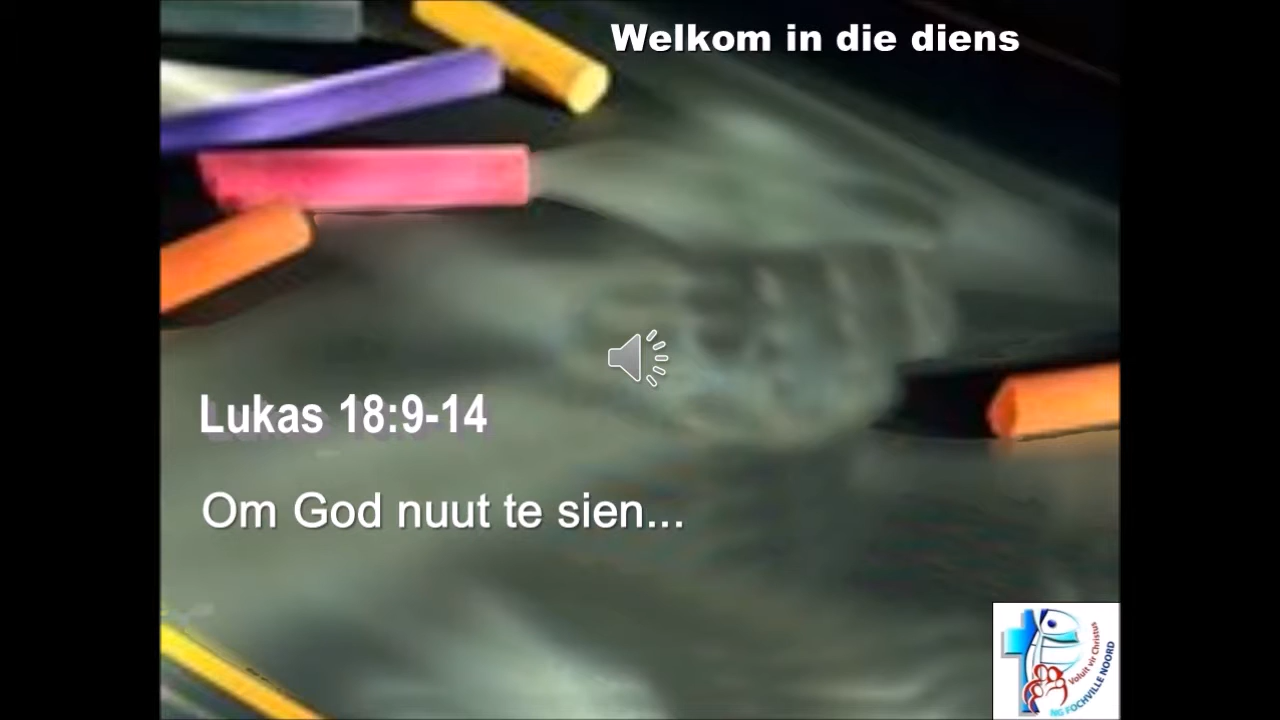 Welkom in die diens
Lukas 18:9-14
Om God nuut te sien...
Voluit vir Christus
NG FOCHVILLE NOORD